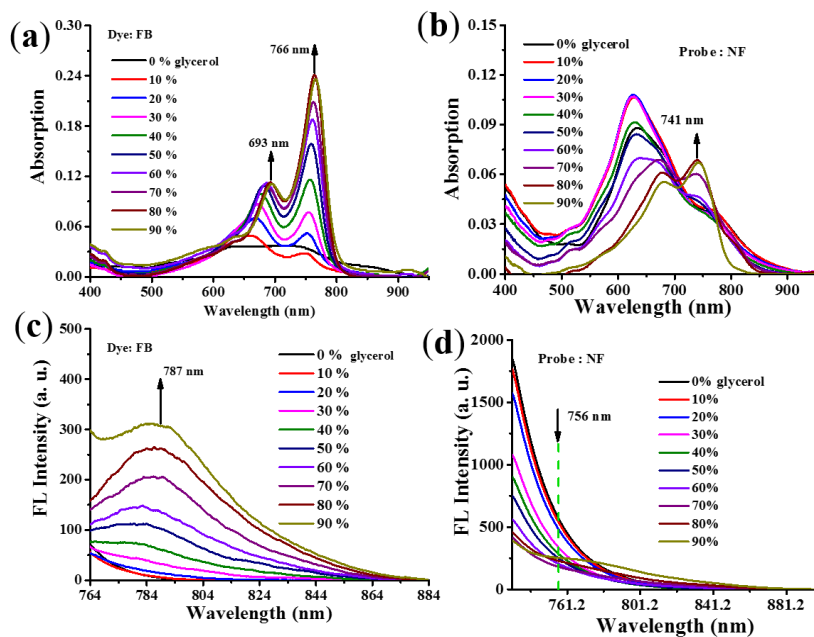 (a)
Dye: FB
766 nm
693 nm
0 % glycerol
10 %
20 %
30 %
40 %
50 %
60 %
70 %
80 %
90 %
Absorption
0.30
0.24
0.18
0.12
0.06
0.00
400 500 600 700 800 900
Wavelength (nm)
(b)
Probe : NF
741 nm
0% glycerol
10%
20%
30%
40%
50%
60%
70%
80%
90%
Absorption
0.15
0.12
0.09
0.06
0.03
0.00
400 500 600 700 800 900
Wavelength (nm)
(c)
Dye: FB
787 nm
0 % glycerol
10 %
20 %
30 %
40 %
50 %
60 %
70 %
80 %
90 %
FL Intensity (a. u.)
500
400
300
200
100
0
764 784 804 824 844 864 884
Wavelength (nm)
(d)
Probe : NF
756 nm
0% glycerol
10%
20%
30%
40%
50%
60%
70%
80%
90%
FL Intensity (a. u.)
2000
1500
1000
500
0
761.2 801.2 841.2 881.2
Wavelength (nm)